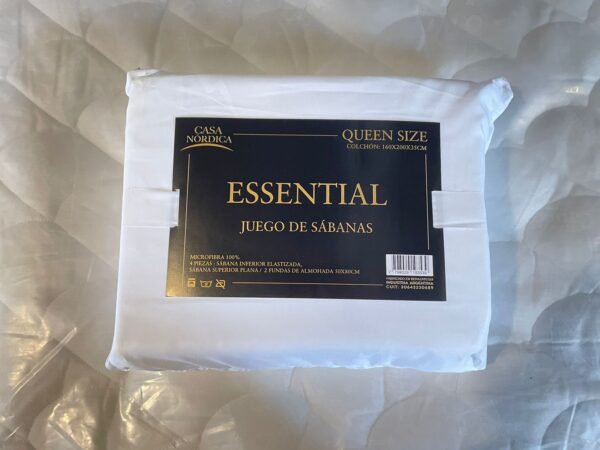 CASA
NÓRDICA
QUEEN SIZE
COLCHÓN: 160X200X35CM
ESSENTIAL
JUEGO DE SÁBANAS
MICROFIBRA 100%
4 PIEZAS - SÁBANA INFERIOR ELASTIZADA,
SÁBANA SUPERIOR PLANA / 2 FUNDAS DE ALMOHADA 50X80CM
INDUSTRIA ARGENTINA